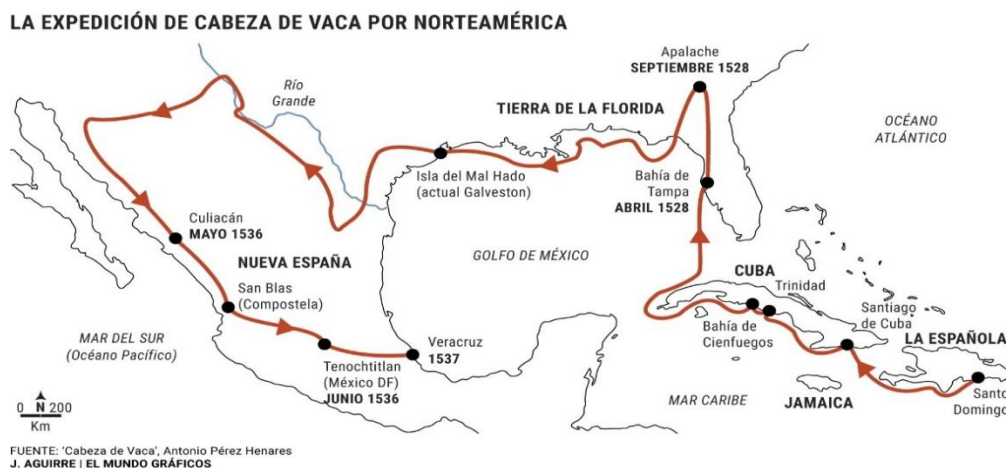 LA EXPEDICIÓN DE CABEZA DE VACA POR NORTEAMÉRICA
Apalache
SEPTIEMBRE 1528
Río
Grande
TIERRA DE LA FLORIDA
OCÉANO
ATLÁNTICO
Isla del Mal Hado
(actual Galveston)
Bahía de
Tampa
ABRIL 1528
Culiacán
MAYO 1536
NUEVA ESPAÑA
GOLFO DE MÉXICO
San Blas
(Compostela)
CUBA
Trinidad
Santiago
de Cuba
MAR DEL SUR
(Océano Pacífico)
Veracruz
1537
Bahía de
Cienfuegos
LA ESPAÑOLA
Tenochtitlan
(México DF)
JUNIO 1536
MAR CARIBE
JAMAICA
Santo
Domingo
0 N 200
Km
FUENTE: 'Cabeza de Vaca', Antonio Pérez Henares
J. AGUIRRE | EL MUNDO GRÁFICOS